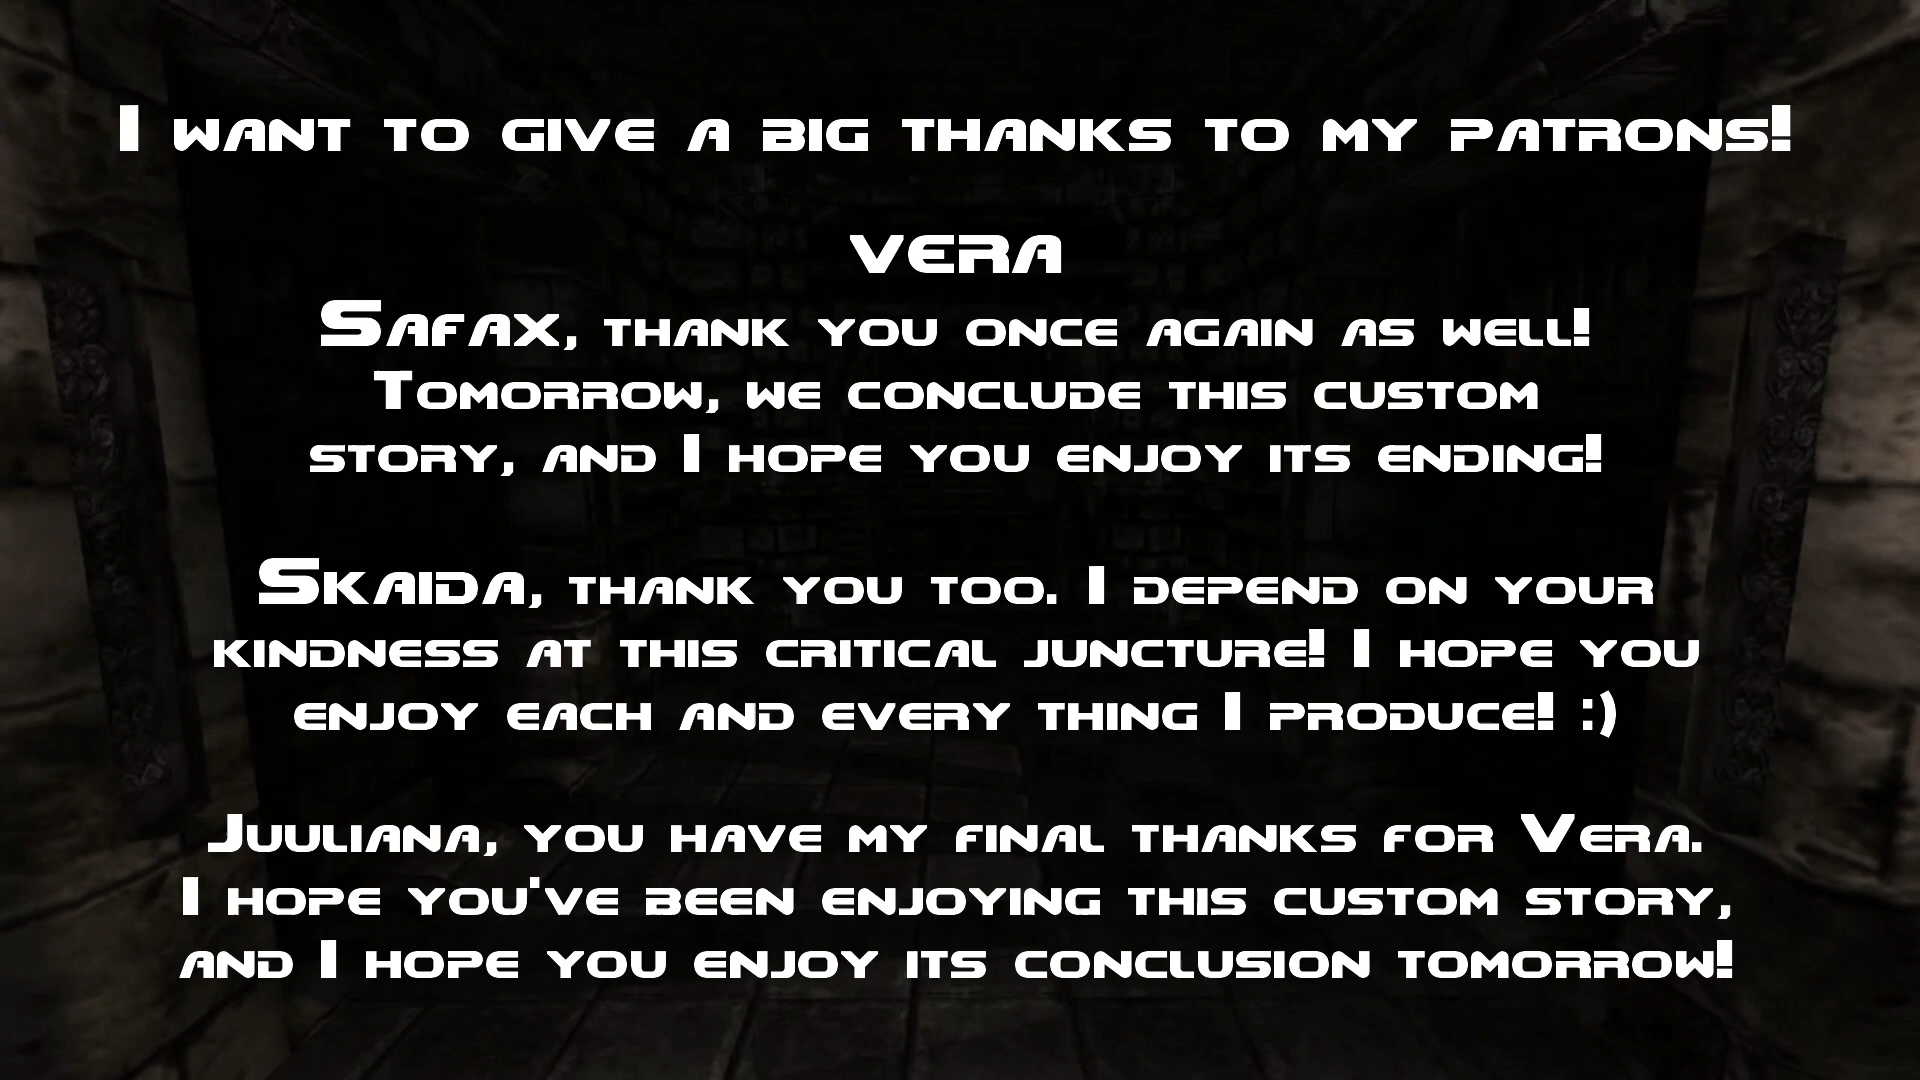 I want to give a big thanks to my patrons!
VERA
Safax, thank you once again as well!
Tomorrow, we conclude this custom
story, and I hope you enjoy its ending!
Skaida, thank you too. I depend on your
kindness at this critical juncture! I hope you
enjoy each and every thing I produce! :)
Juuliana, you have my final thanks for Vera.
I hope you've been enjoying this custom story,
and I hope you enjoy its conclusion tomorrow!